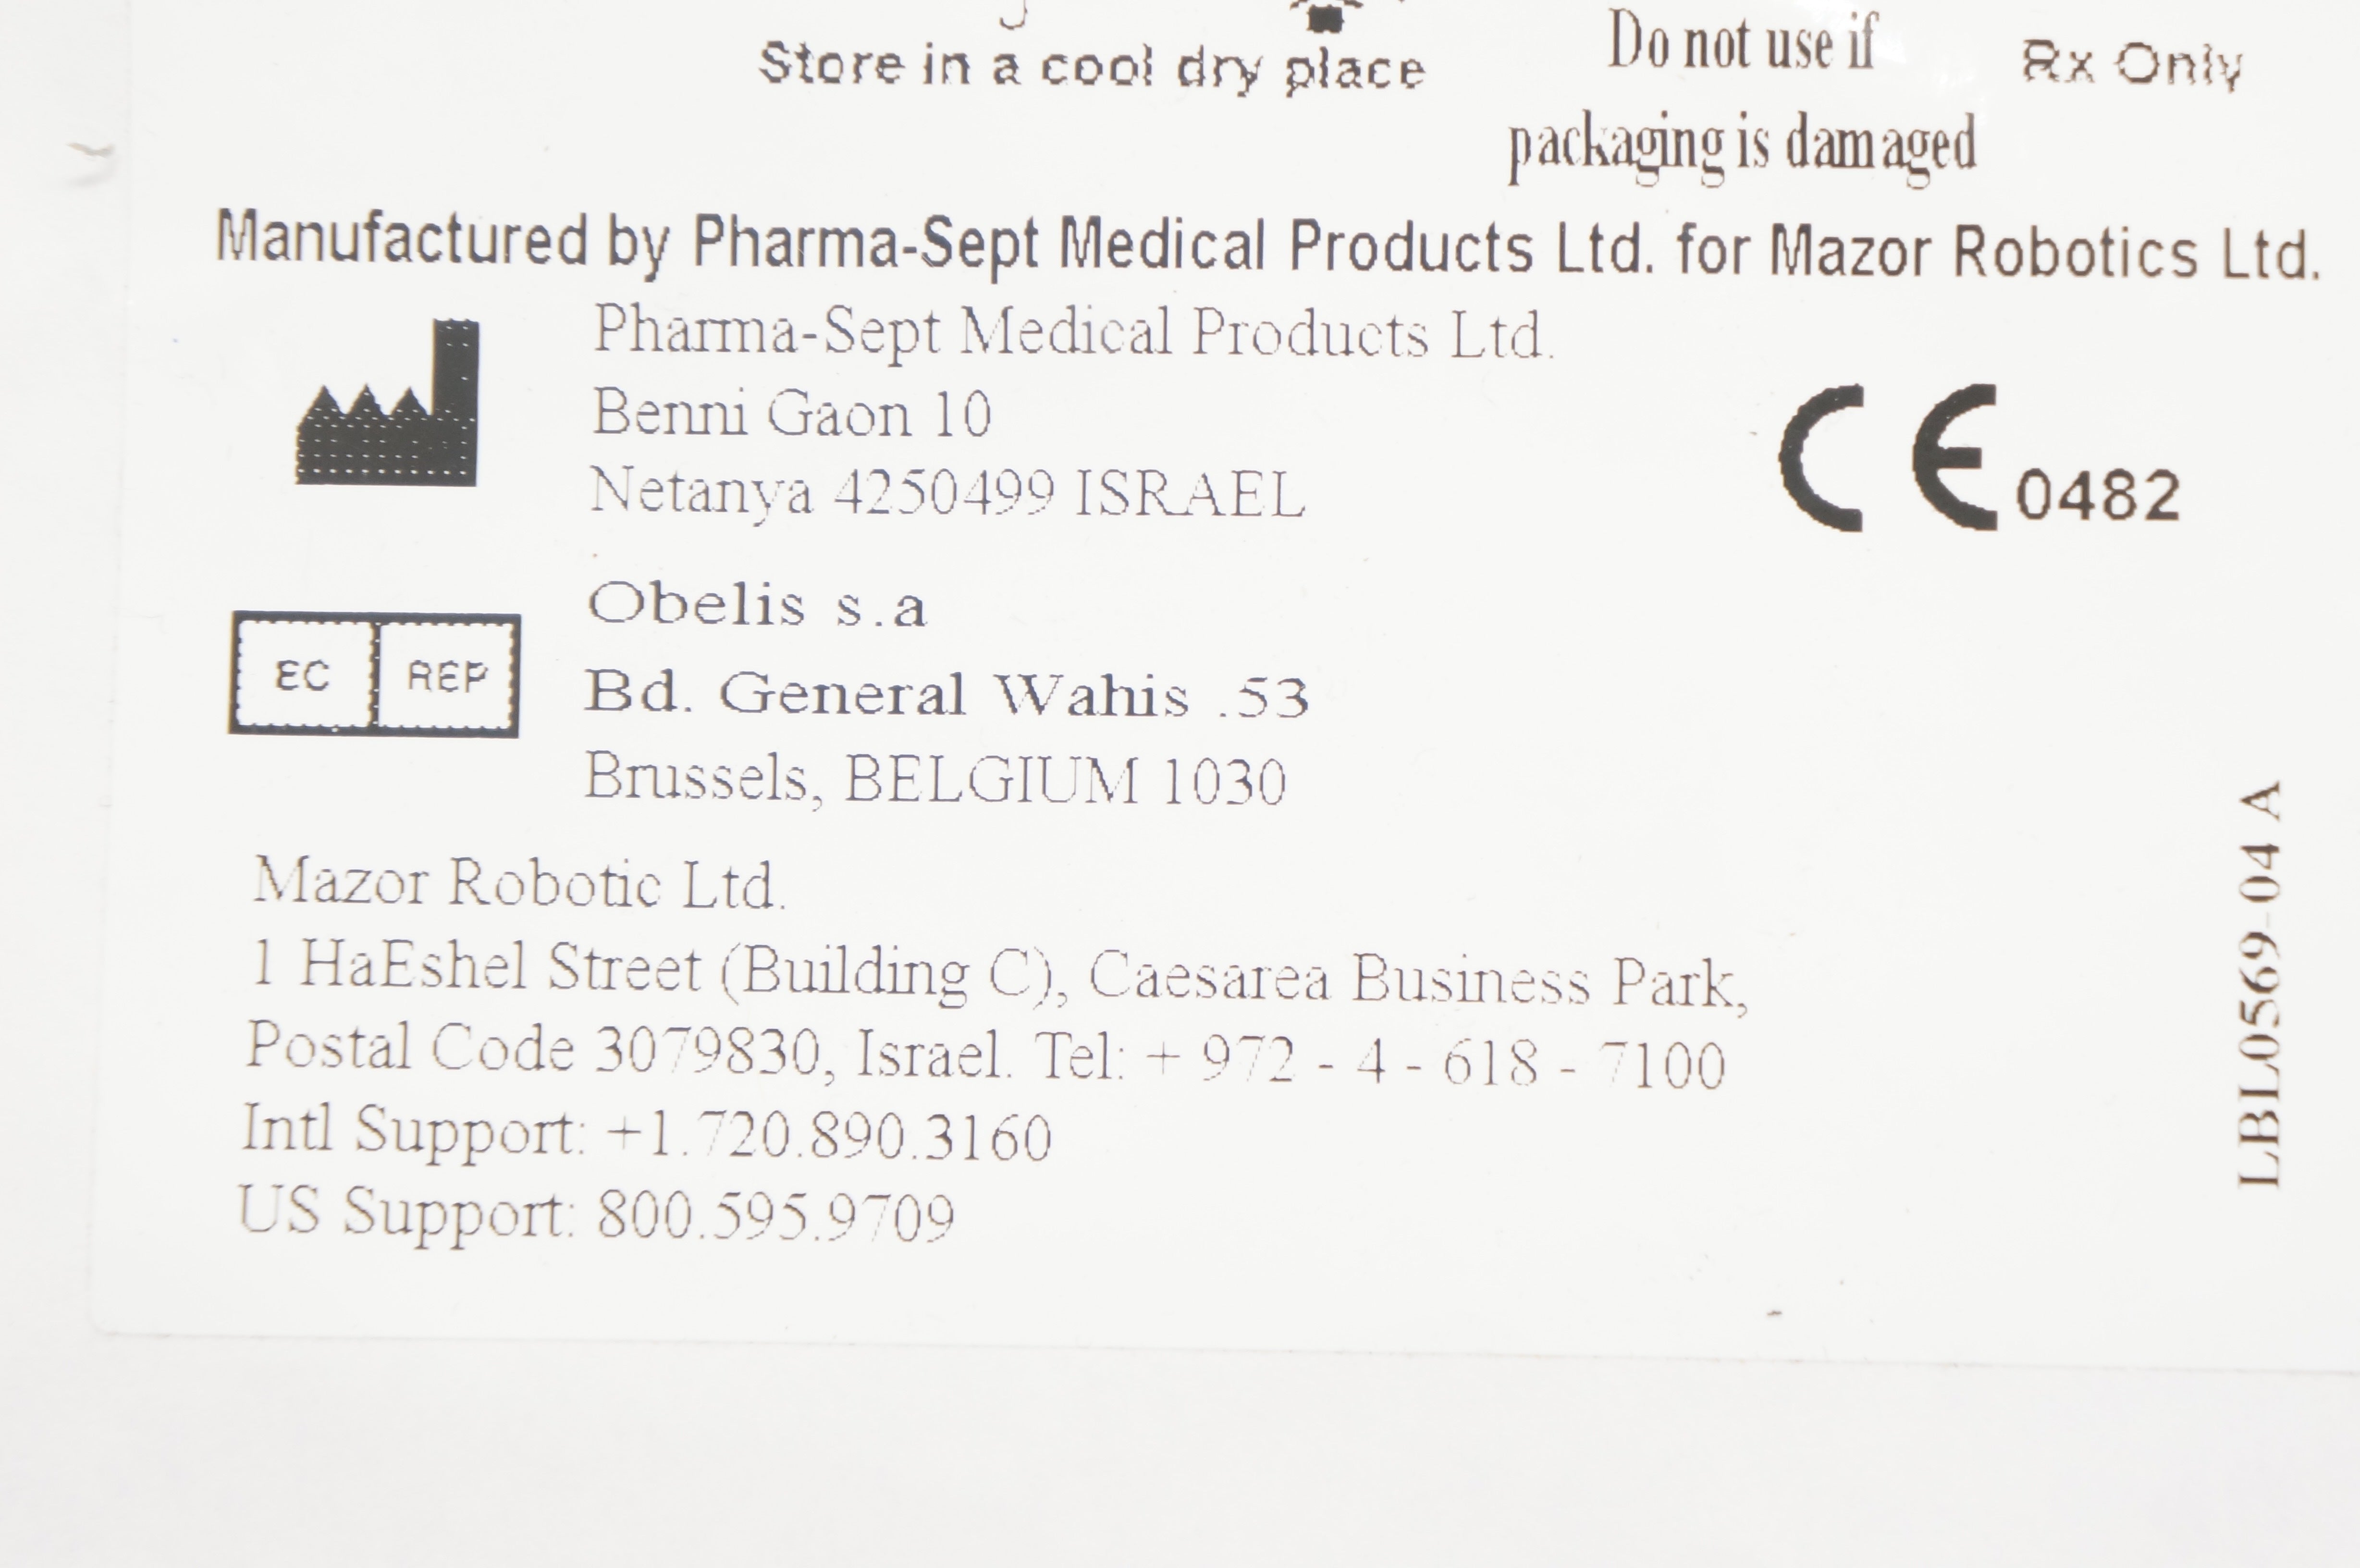 Store in a cool dry place
Do not use if
packaging is damaged
Rx Only
Manufactured by Pharma-Sept Medical Products Ltd. for Mazor Robotics Ltd.
Pharma-Sept Medical Products Ltd.
Benni Gaon 10
Netanya 4250499 ISRAEL
CE 0482
EC REP
Obelis s.a
Bd. General Wahis .53
Brussels, BELGIUM 1030
Mazor Robotic Ltd.
1 HaEshel Street (Building C), Caesarea Business Park,
Postal Code 3079830, Israel. Tel: + 972 - 4 - 618 - 7100
Intl Support: +1.720.890.3160
US Support: 800.595.9709
LBL0569-04 A